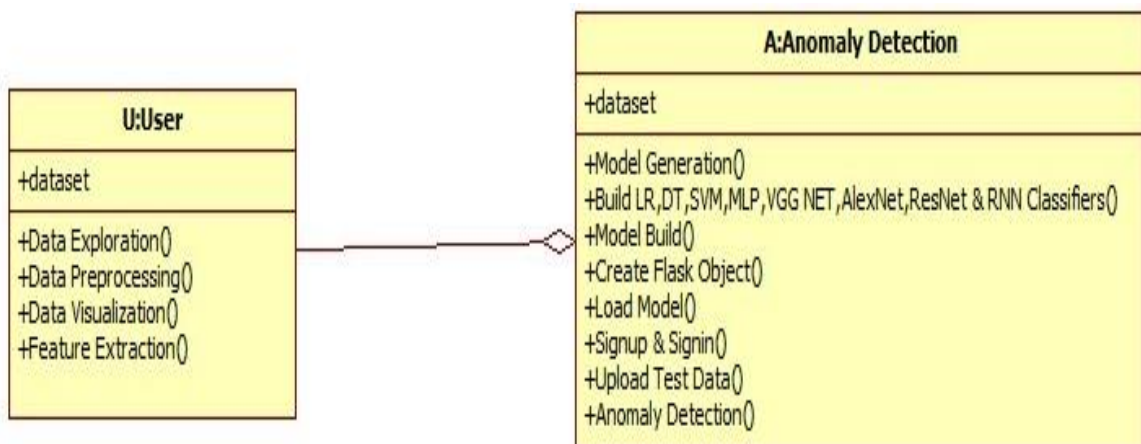 U:User
+dataset
+Data Exploration()
+Data Preprocessing()
+Data Visualization()
+Feature Extraction()
A:Anomaly Detection
+dataset
+Model Generation()
+Build LR,DT,SVM,MLP,VGG NET,AlexNet,ResNet & RNN Classifiers()
+Model Build()
+Create Flask Object()
+Load Model()
+Signup & Signin()
+Upload Test Data()
+Anomaly Detection()